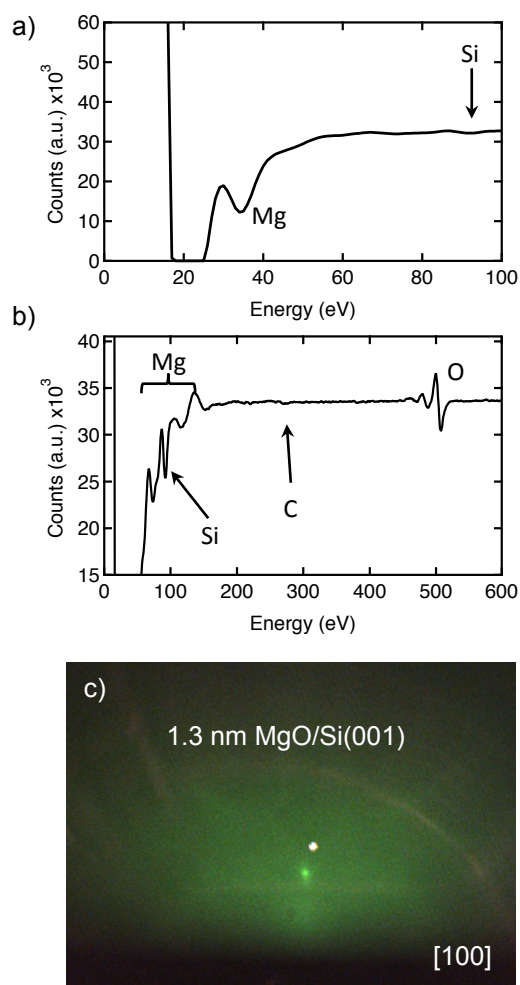 a)
60
50
40
30
20
10
0
Counts (a.u.) x10³
Si
Mg
0 20 40 60 80 100
Energy (eV)
b)
40
35
30
25
20
15
Counts (a.u.) x10³
Mg
O
Si
C
0 100 200 300 400 500 600
Energy (eV)
c)
1.3 nm MgO/Si(001)
[100]